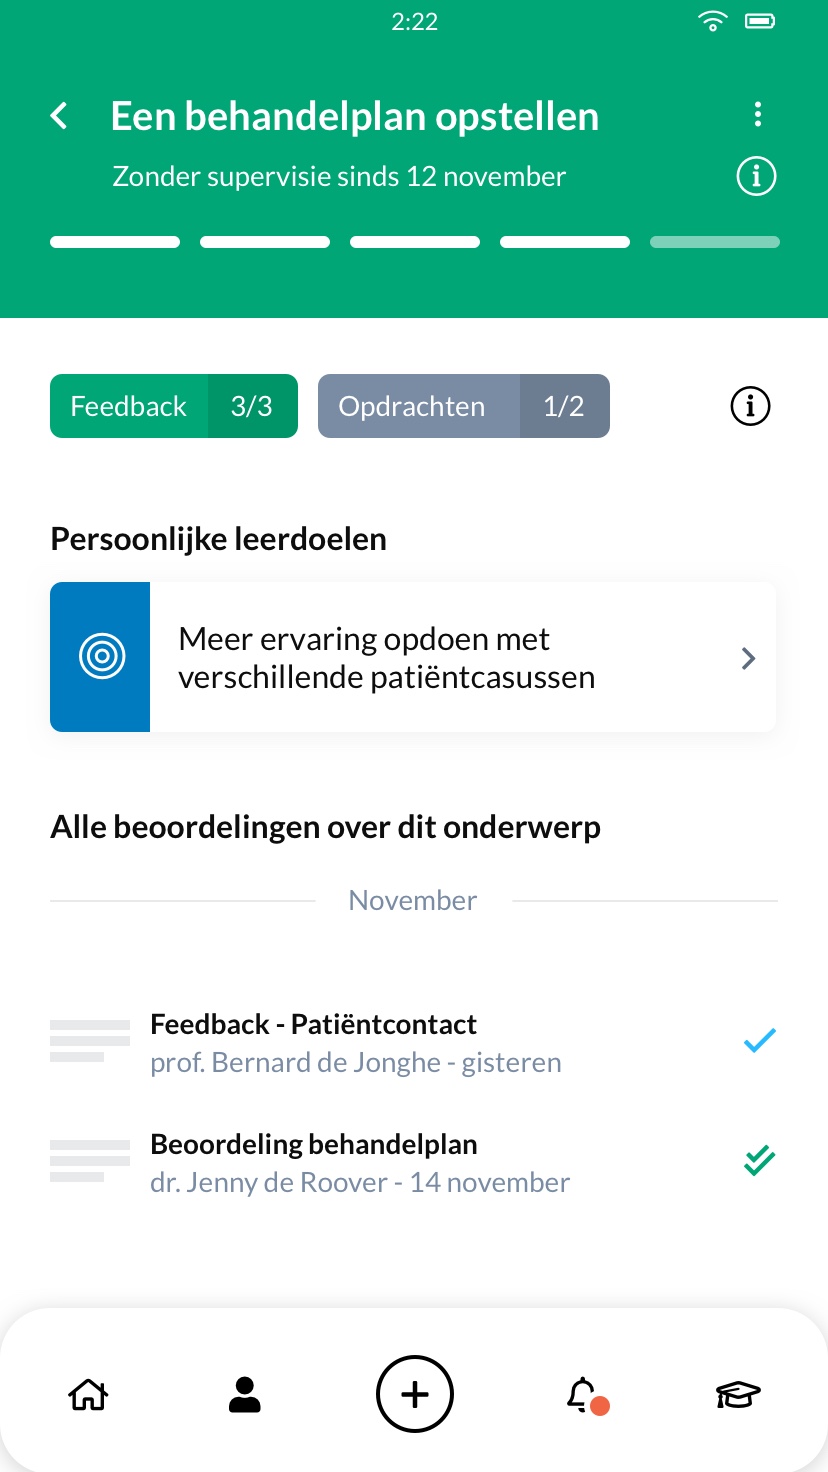 2:22
Een behandelplan opstellen
Zonder supervisie sinds 12 november
Feedback 3/3 Opdrachten 1/2
Persoonlijke leerdoelen
Meer ervaring opdoen met
verschillende patiëntcasussen
Alle beoordelingen over dit onderwerp
November
Feedback - Patiëntcontact
prof. Bernard de Jonghe - gisteren
Beoordeling behandelplan
dr. Jenny de Roover - 14 november